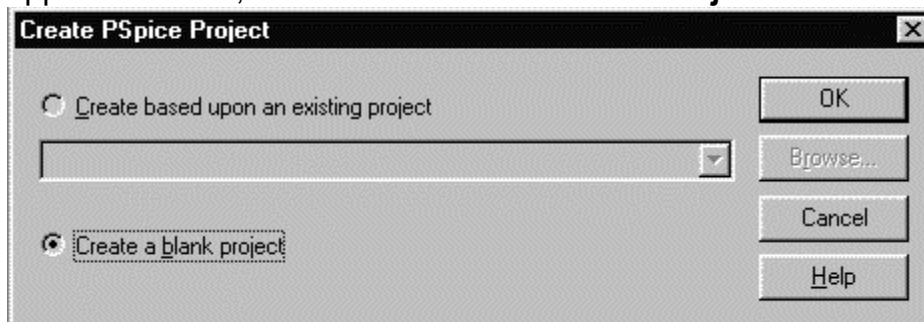 Create PSpice Project
Create based upon an existing project
OK
Browse...
Create a blank project
Cancel
Help